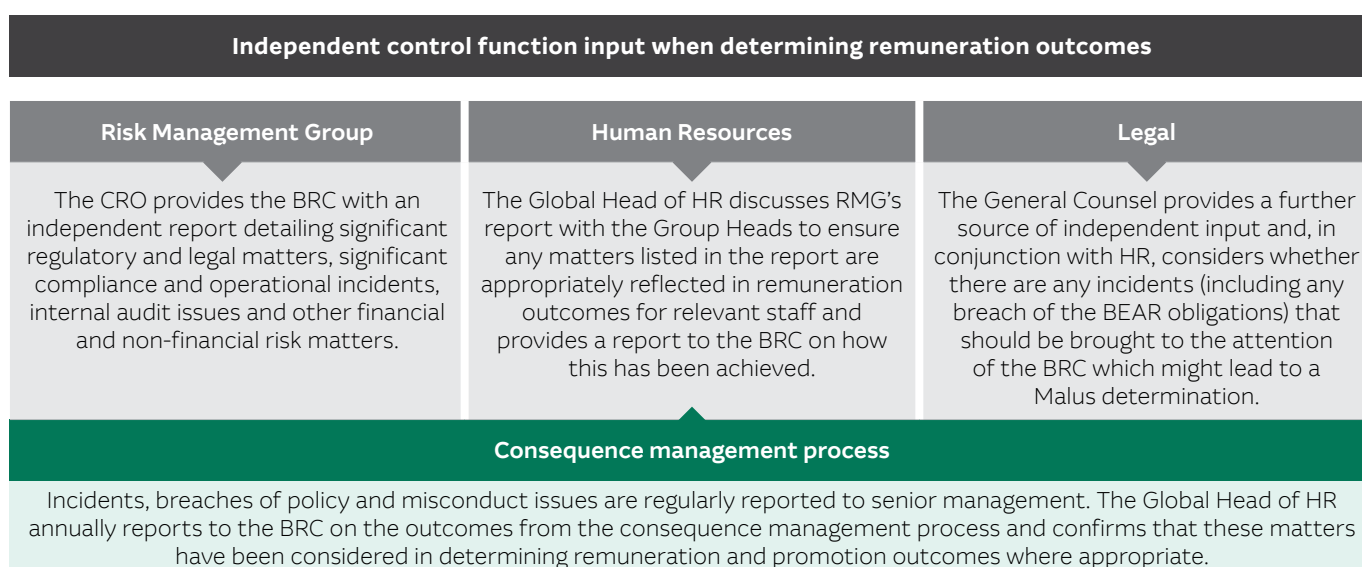 Independent control function input when determining remuneration outcomes
Risk Management Group
The CRO provides the BRC with an
independent report detailing significant
regulatory and legal matters, significant
compliance and operational incidents,
internal audit issues and other financial
and non-financial risk matters.
Human Resources
The Global Head of HR discusses RMG's
report with the Group Heads to ensure
any matters listed in the report are
appropriately reflected in remuneration
outcomes for relevant staff and
provides a report to the BRC on how
this has been achieved.
Legal
The General Counsel provides a further
source of independent input and, in
conjunction with HR, considers whether
there are any incidents (including any
breach of the BEAR obligations) that
should be brought to the attention
of the BRC which might lead to a
Malus determination.
Consequence management process
Incidents, breaches of policy and misconduct issues are regularly reported to senior management. The Global Head of HR
annually reports to the BRC on the outcomes from the consequence management process and confirms that these matters
have been considered in determining remuneration and promotion outcomes where appropriate.